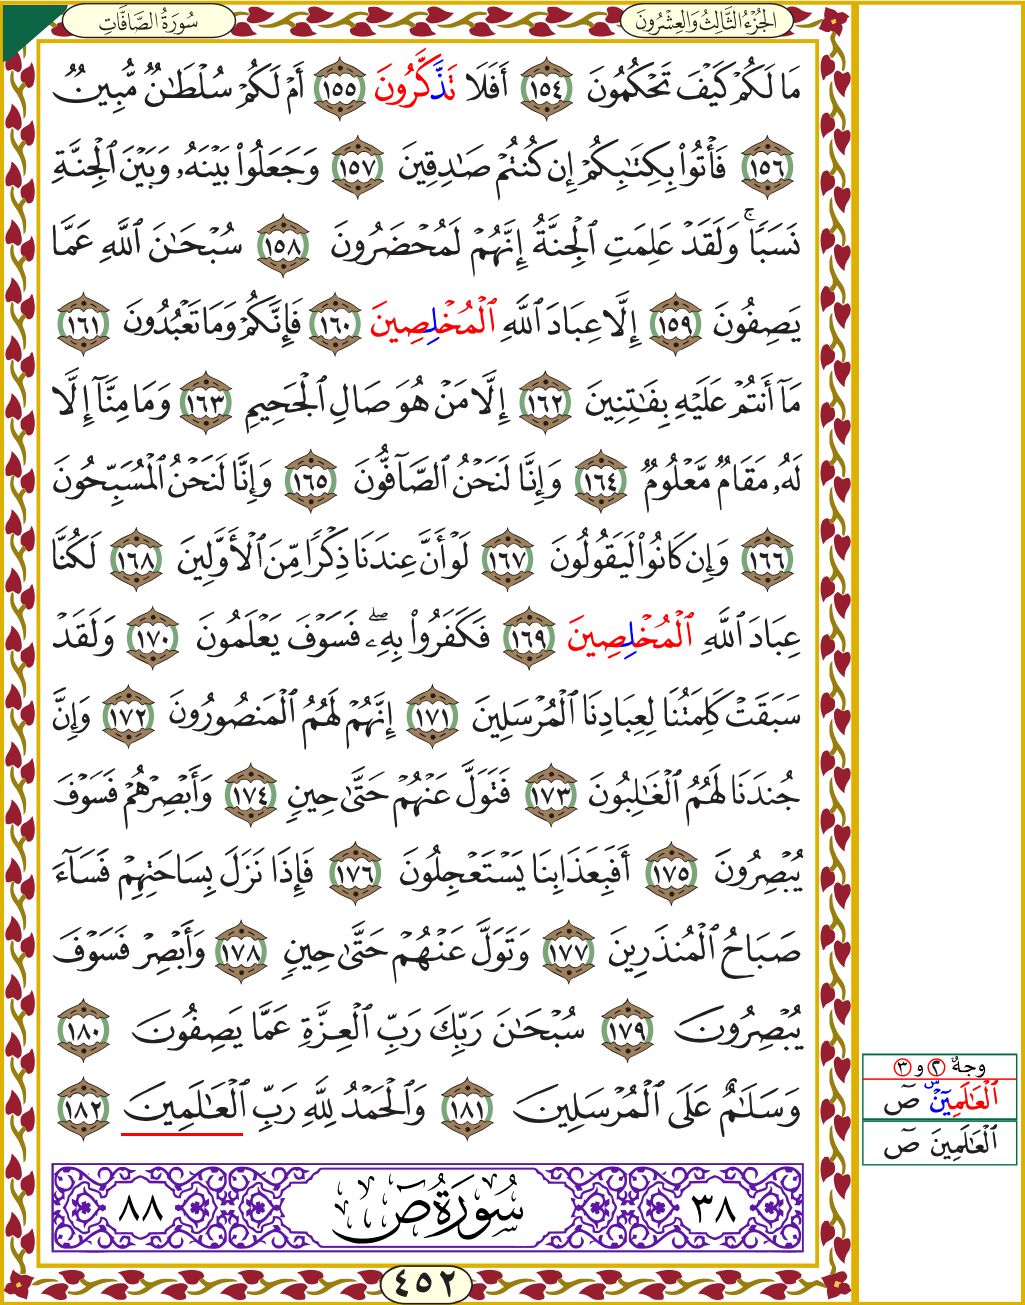 الجُزْءُ الثَّالِثُ وَالعِشْرُونَ
سُورَةُ الصَّافَّاتِ
مَا لَكُمْ كَيْفَ تَحْكُمُونَ ١٥٤ أَفَلَا تَذَّكَّرُونَ ١٥٥ أَمْ لَكُمْ سُلْطَـٰنٌ مُّبِينٌ
١٥٦ فَأْتُوا۟ بِكِتَـٰبِكُمْ إِن كُنتُمْ صَـٰدِقِينَ ١٥٧ وَجَعَلُوا۟ بَيْنَهُۥ وَبَيْنَ ٱلْجِنَّةِ
نَسَبًا ۚ وَلَقَدْ عَلِمَتِ ٱلْجِنَّةُ إِنَّهُمْ لَمُحْضَرُونَ ١٥٨ سُبْحَـٰنَ ٱللَّهِ عَمَّا
يَصِفُونَ ١٥٩ إِلَّا عِبَادَ ٱللَّهِ ٱلْمُخْلِصِينَ ١٦٠ فَإِنَّكُمْ وَمَا تَعْبُدُونَ ١٦١
مَآ أَنتُمْ عَلَيْهِ بِفَـٰتِنِينَ ١٦٢ إِلَّا مَنْ هُوَ صَالِ ٱلْجَحِيمِ ١٦٣ وَمَا مِنَّآ إِلَّا
لَهُۥ مَقَامٌ مَّعْلُومٌ ١٦٤ وَإِنَّا لَنَحْنُ ٱلصَّآفُّونَ ١٦٥ وَإِنَّا لَنَحْنُ ٱلْمُسَبِّحُونَ
١٦٦ وَإِن كَانُوا۟ لَيَقُولُونَ ١٦٧ لَوْ أَنَّ عِندَنَا ذِكْرًا مِّنَ ٱلْأَوَّلِينَ ١٦٨ لَكُنَّا
عِبَادَ ٱللَّهِ ٱلْمُخْلِصِينَ ١٦٩ فَكَفَرُوا۟ بِهِۦ ۖ فَسَوْفَ يَعْلَمُونَ ١٧٠ وَلَقَدْ
سَبَقَتْ كَلِمَتُنَا لِعِبَادِنَا ٱلْمُرْسَلِينَ ١٧١ إِنَّهُمْ لَهُمُ ٱلْمَنصُورُونَ ١٧٢ وَإِنَّ
جُندَنَا لَهُمُ ٱلْغَـٰلِبُونَ ١٧٣ فَتَوَلَّ عَنْهُمْ حَتَّىٰ حِينٍ ١٧٤ وَأَبْصِرْهُمْ فَسَوْفَ
يُبْصِرُونَ ١٧٥ أَفَبِعَذَابِنَا يَسْتَعْجِلُونَ ١٧٦ فَإِذَا نَزَلَ بِسَاحَتِهِمْ فَسَآءَ
صَبَاحُ ٱلْمُنذَرِينَ ١٧٧ وَتَوَلَّ عَنْهُمْ حَتَّىٰ حِينٍ ١٧٨ وَأَبْصِرْ فَسَوْفَ
يُبْصِرُونَ ١٧٩ سُبْحَـٰنَ رَبِّكَ رَبِّ ٱلْعِزَّةِ عَمَّا يَصِفُونَ ١٨٠
وَسَلَـٰمٌ عَلَى ٱلْمُرْسَلِينَ ١٨١ وَٱلْحَمْدُ لِلَّهِ رَبِّ ٱلْعَـٰلَمِينَ ١٨٢
٣٨ سُورَةُ صٓ ٨٨
٤٥٢
وجهٌ ٢ و ٣
ٱلْعَـٰلَمِينَ ۜ صٓ
ٱلْعَـٰلَمِينَ صٓ